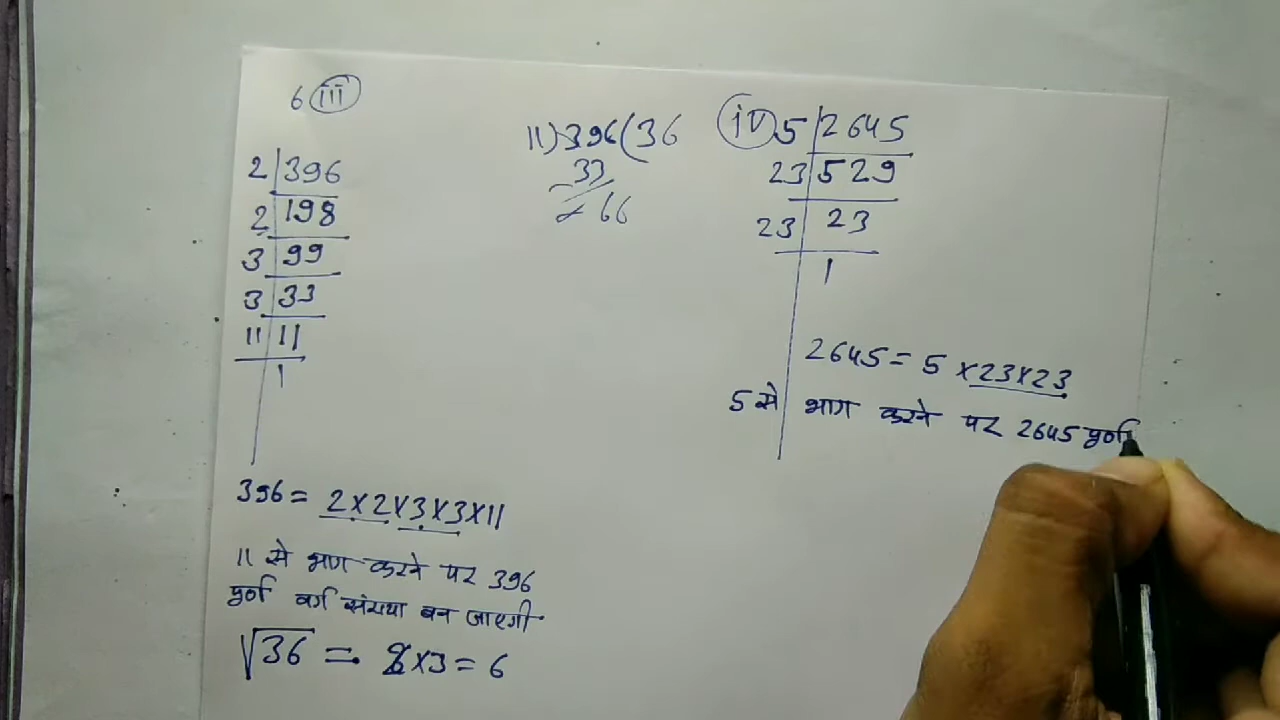 6 (iii)
2 | 396
2 | 198
3 | 99
3 | 33
11 | 11
1
396 = 2×2×3×3×11
11 से भाग करने पर 396
पुर्ण वर्ग संख्या बन जाएगी
√36 = 2×3 = 6
11)396(36
33
×66
(iv) 5 | 2645
23 | 529
23 | 23
1
2645 = 5 ×23×23
5 से भाग करने पर 2645 पुर्ण